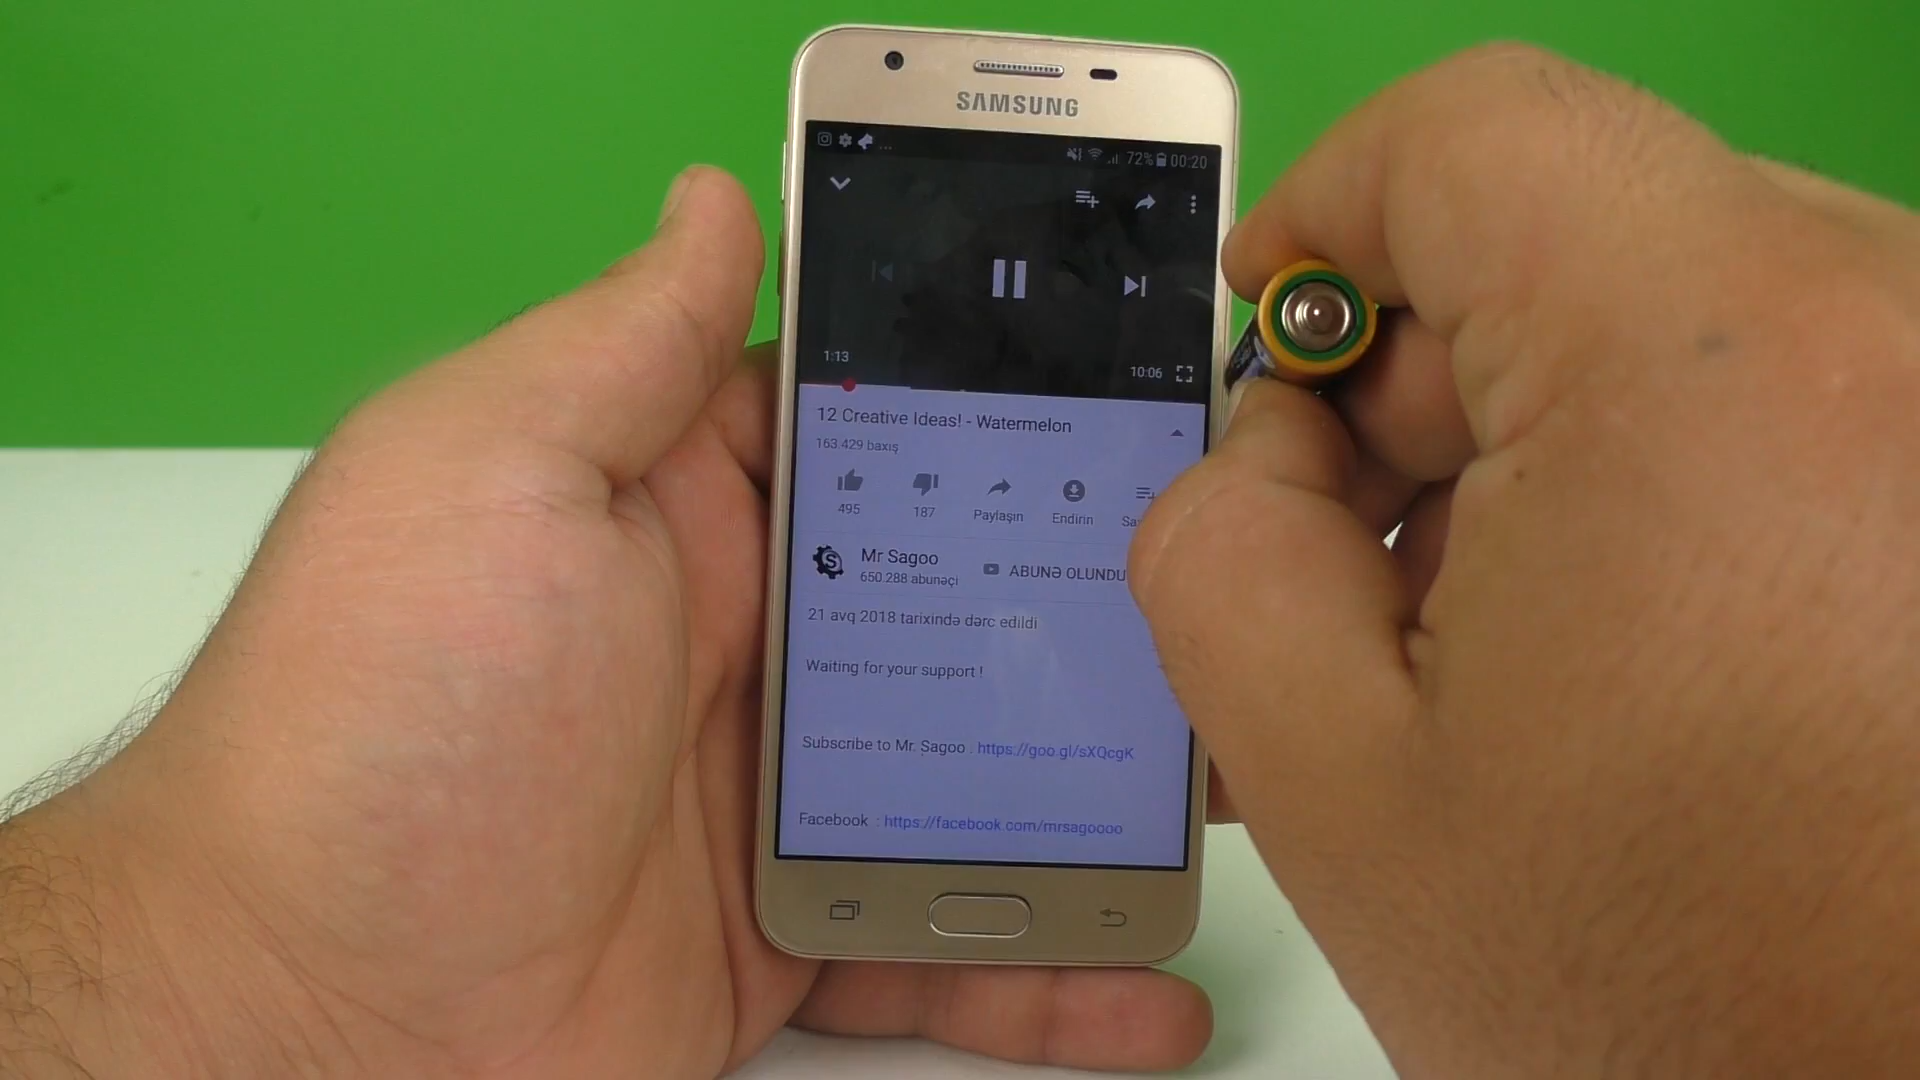 SAMSUNG
72% 00:20
1:13
10:06
12 Creative Ideas! - Watermelon
163.429 baxış
495 187 Paylaşın Endirin
Mr Sagoo
650.288 abunəçi
ABUNƏ OLUNDU
21 avq 2018 tarixində dərc edildi
Waiting for your support !
Subscribe to Mr. Sagoo : https://goo.gl/sXQcgK
Facebook : https://facebook.com/mrsagoooo